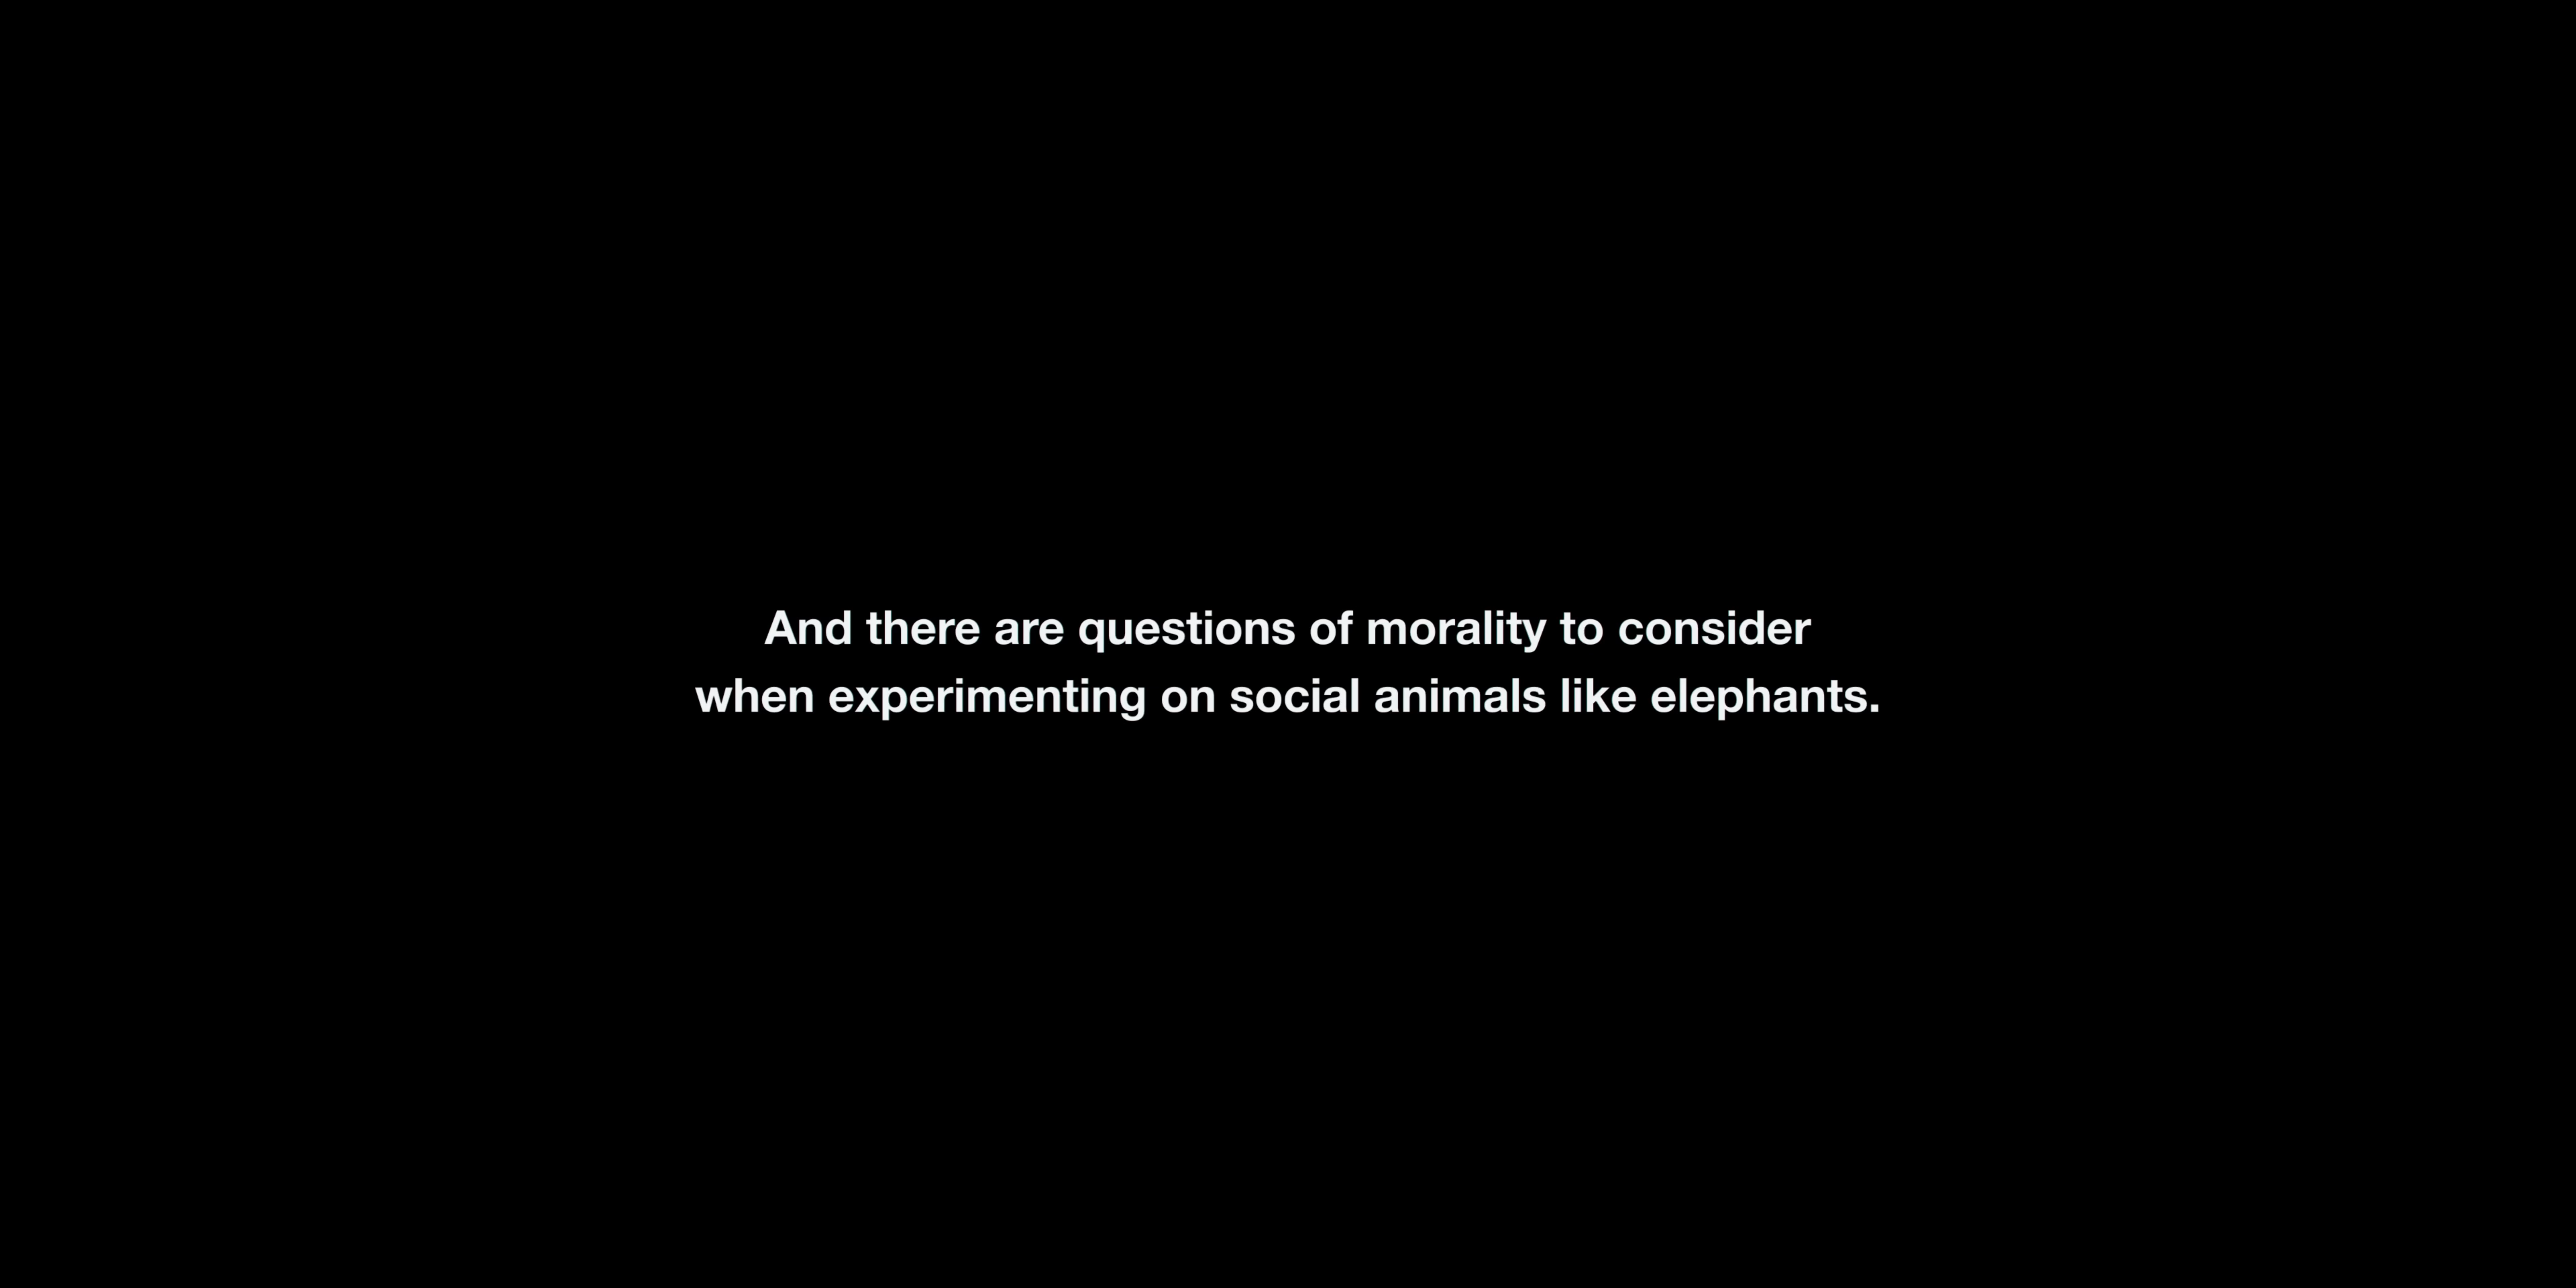 And there are questions of morality to consider
when experimenting on social animals like elephants.